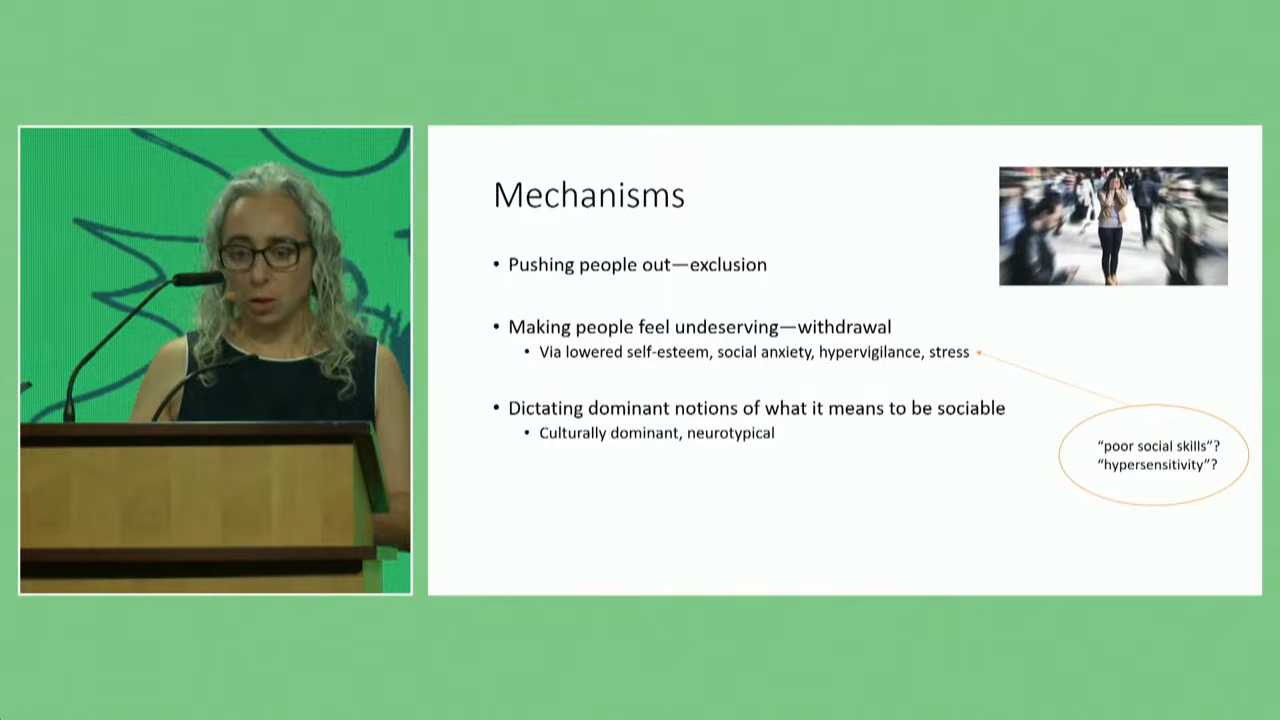 Mechanisms
• Pushing people out—exclusion
• Making people feel undeserving—withdrawal
• Via lowered self-esteem, social anxiety, hypervigilance, stress
• Dictating dominant notions of what it means to be sociable
• Culturally dominant, neurotypical
“poor social skills”?
“hypersensitivity”?